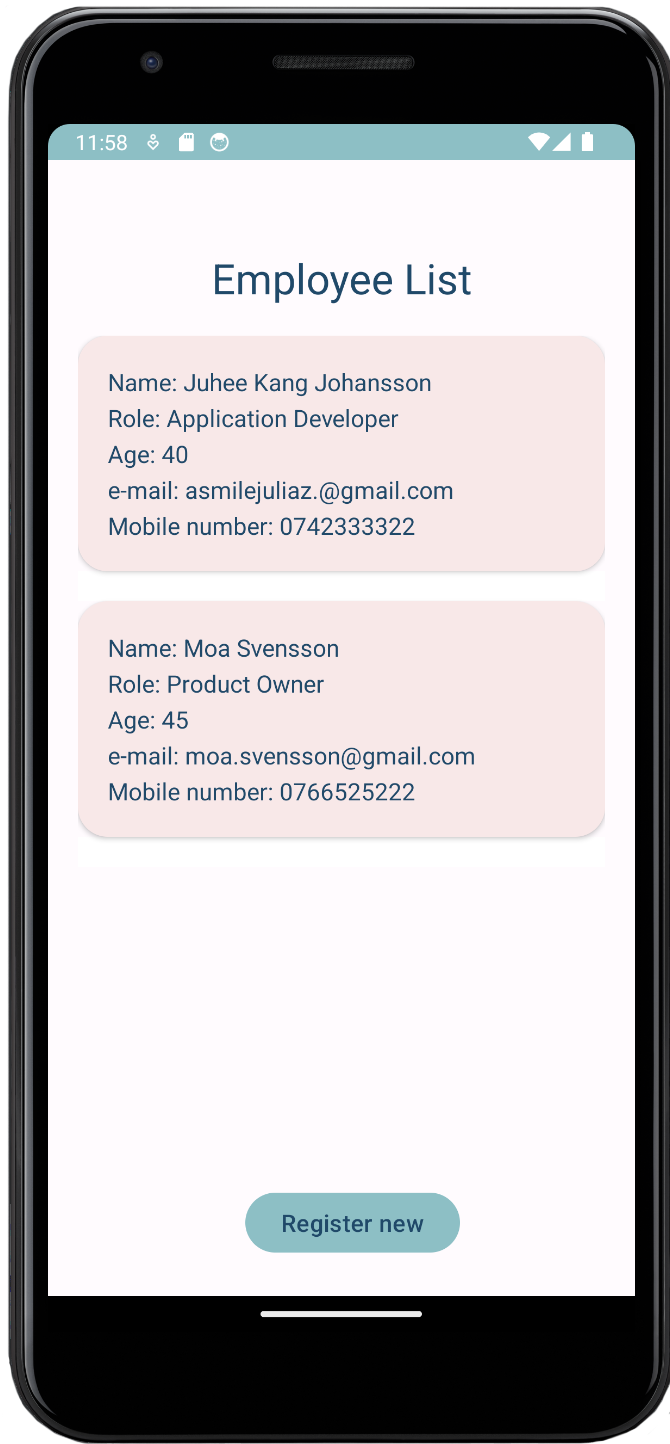 11:58
Employee List
Name: Juhee Kang Johansson
Role: Application Developer
Age: 40
e-mail: asmilejuliaz.@gmail.com
Mobile number: 0742333322
Name: Moa Svensson
Role: Product Owner
Age: 45
e-mail: moa.svensson@gmail.com
Mobile number: 0766525222
Register new